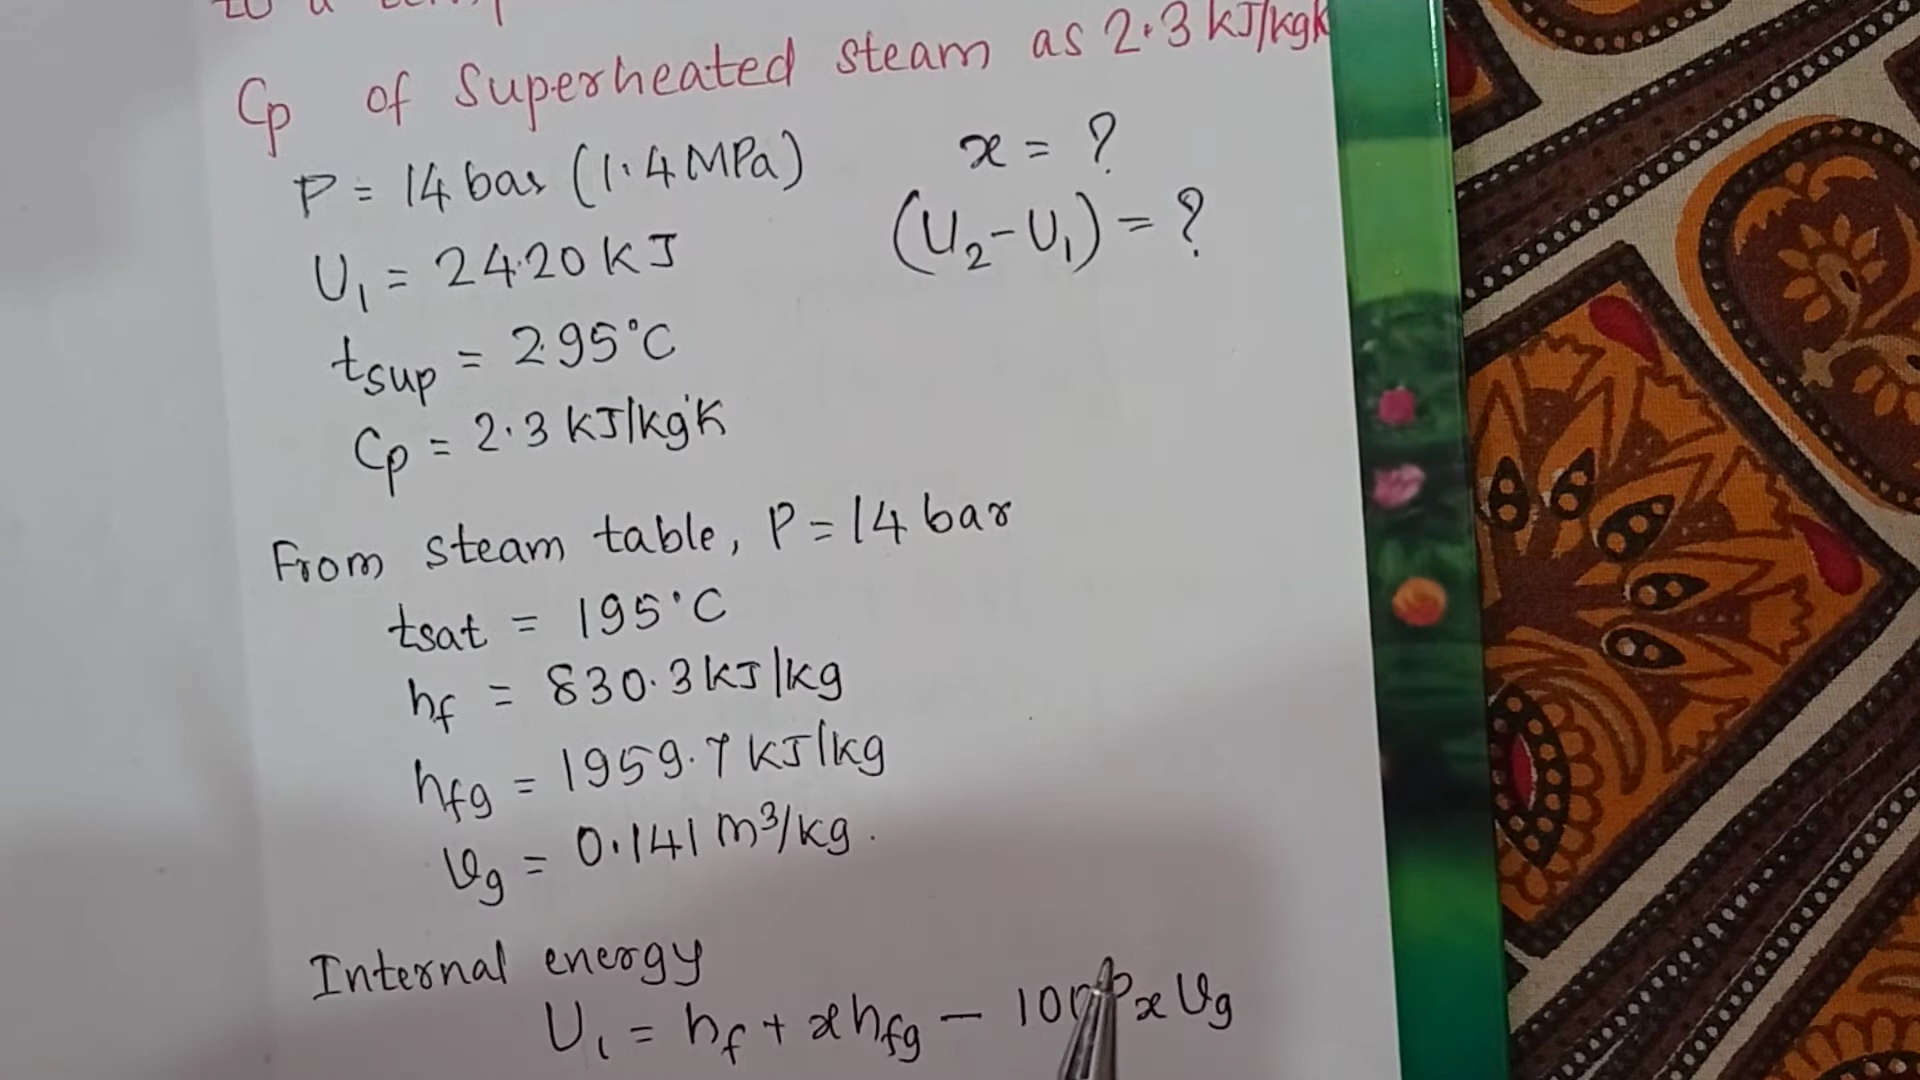 Cp of Superheated steam as 2.3 kJ/kgK
P = 14 bar (1.4 MPa)
x = ?
U₁ = 2420 kJ
(U₂-U₁) = ?
tsup = 295°C
Cp = 2.3 kJ/kgK
From steam table, P = 14 bar
tsat = 195°C
hf = 830.3 kJ/kg
hfg = 1959.7 kJ/kg
vg = 0.141 m³/kg.
Internal energy
U₁ = hf + xhfg - 100 Px vg